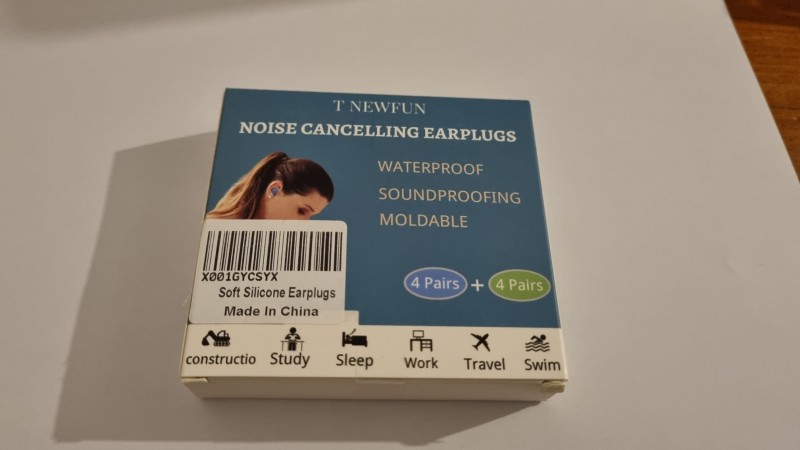 T NEWFUN
NOISE CANCELLING EARPLUGS
WATERPROOF
SOUNDPROOFING
MOLDABLE
X001GYCSYX
Soft Silicone Earplugs
Made In China
4 Pairs + 4 Pairs
constructio Study Sleep Work Travel Swim